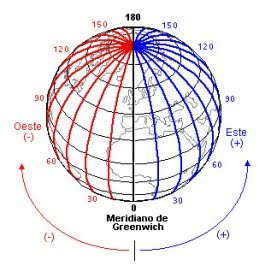 180
150 150
120 120
90 90
Oeste
(-)
Este
(+)
60 60
30 30
0
Meridiano de
Greenwich
(-) (+)